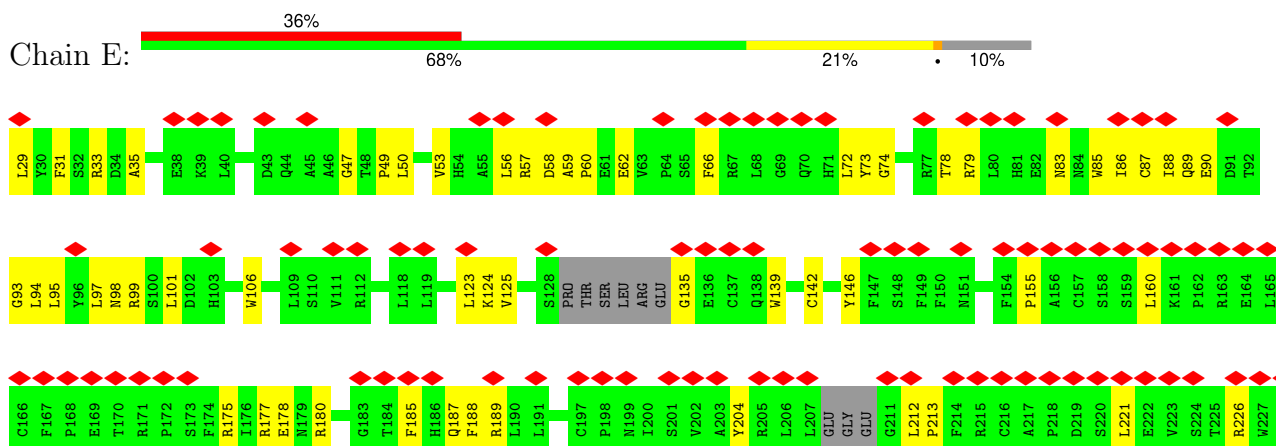 36%
Chain E:
68% 21% • 10%
L29 Y30 F31 S32 R33 D34 A35 E38 K39 L40 D43 Q44 A45 A46 G47 T48 P49 L50 V53 H54 A55 L56 R57 D58 A59 P60 E61 E62 V63 P64 S65 F66 R67 L68 G69 Q70 H71 L72 Y73 G74 R77 T78 R79 L80 H81 E82 N83 N84 W85 I86 C87 I88 Q89 E90 D91 T92
G93 L94 L95 Y96 L97 N98 R99 S100 L101 D102 H103 W106 L109 S110 V111 R112 L118 L119 L123 K124 V125 S128 PRO THR SER LEU ARG GLU G135 E136 C137 Q138 W139 G142 Y146 F147 S148 F149 F150 N151 F154 P155 A156 C157 S158 S159 L160 K161 P162 R163 E164 L165
C166 F167 P168 E169 T170 R171 P172 S173 F174 R175 I176 R177 E178 N179 R180 G183 T184 F185 H186 Q187 F188 R189 L190 L191 C197 P198 N199 I200 S201 V202 A203 Y204 R205 L206 L207 GLU GLY GLU G211 L212 P213 F214 R215 C216 A217 P218 D219 S220 L221 E222 V223 S224 T225 R226 W227